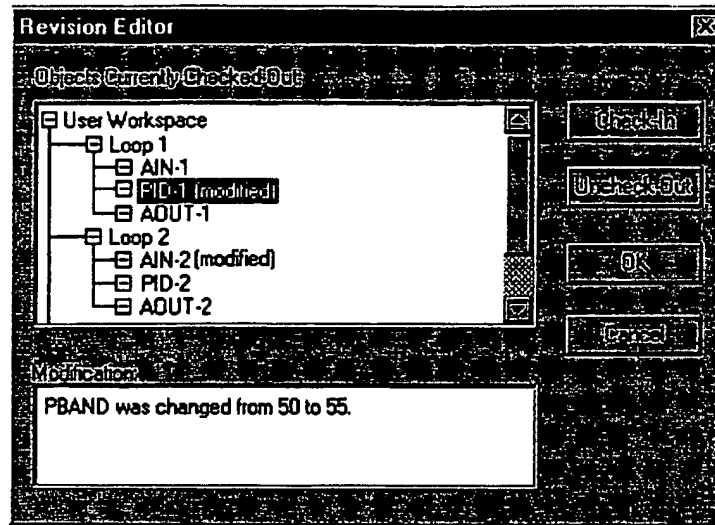 Revision Editor
Objects Currently Checked Out:
User Workspace
Loop 1
AIN-1
PID-1 (modified)
AOUT-1
Loop 2
AIN-2 (modified)
PID-2
AOUT-2
Check-In
Uncheck-Out
OK
Cancel
Modification:
PBAND was changed from 50 to 55.